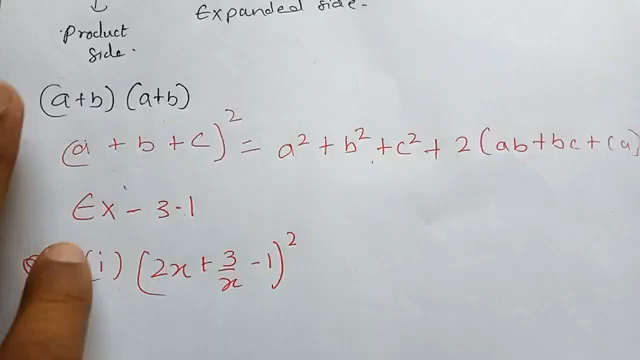 ↓ Expanded side.
Product
side.
(a+b) (a+b)
(a + b + c)² = a² + b² + c² + 2 (ab + bc + ca)
Ex - 3.1
(i) (2x + 3/x - 1)²